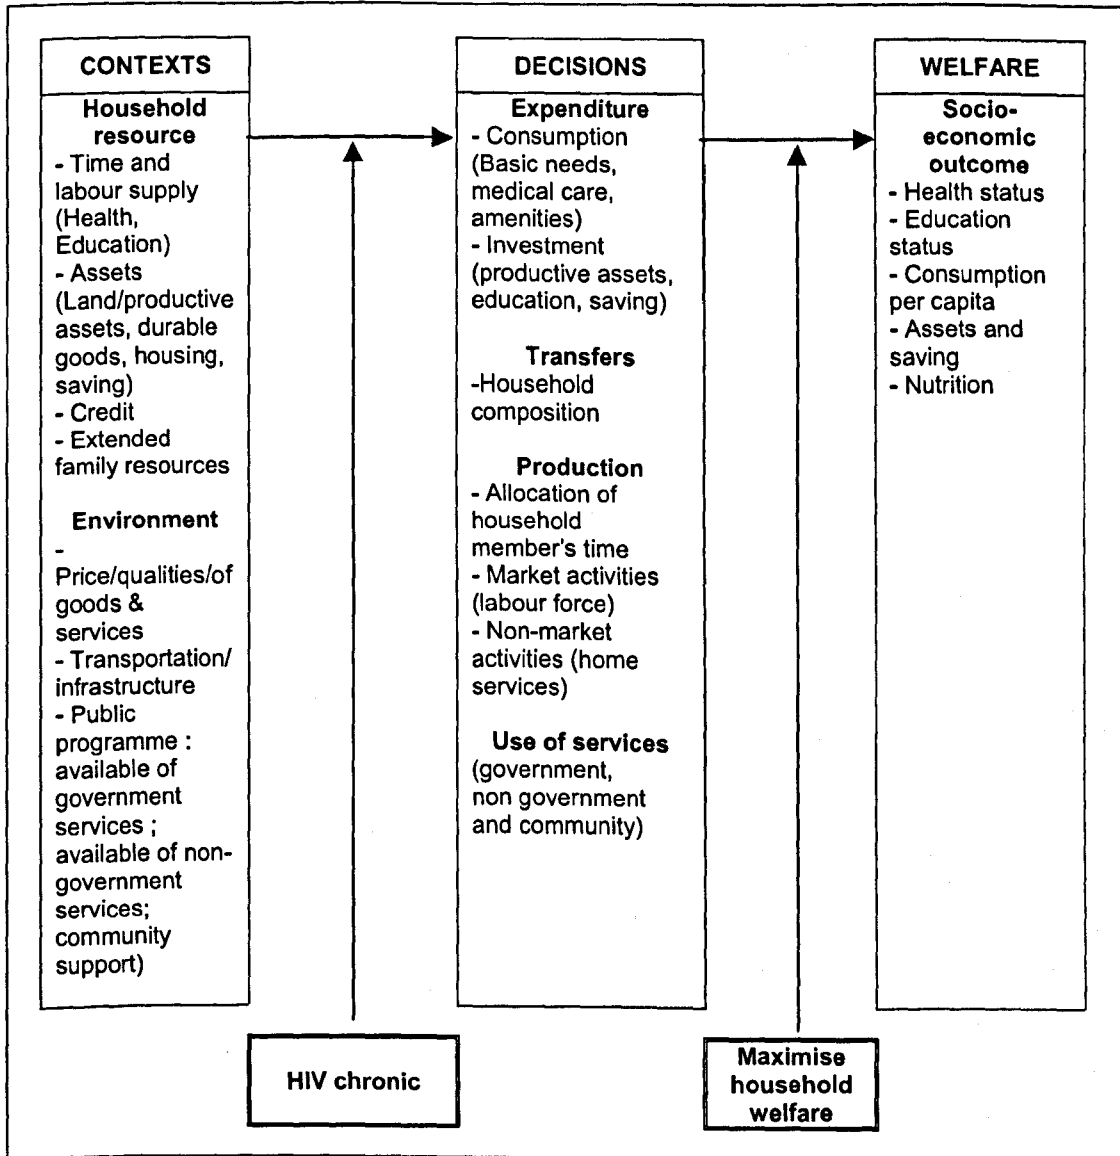 CONTEXTS
Household
resource
- Time and
labour supply
(Health,
Education)
- Assets
(Land/productive
assets, durable
goods, housing,
saving)
- Credit
- Extended
family resources
Environment
-
Price/qualities/of
goods &
services
- Transportation/
infrastructure
- Public
programme :
available of
government
services ;
available of non-
government
services;
community
support)
DECISIONS
Expenditure
- Consumption
(Basic needs,
medical care,
amenities)
- Investment
(productive assets,
education, saving)
Transfers
-Household
composition
Production
- Allocation of
household
member's time
- Market activities
(labour force)
- Non-market
activities (home
services)
Use of services
(government,
non government
and community)
WELFARE
Socio-
economic
outcome
- Health status
- Education
status
- Consumption
per capita
- Assets and
saving
- Nutrition
HIV chronic
Maximise
household
welfare